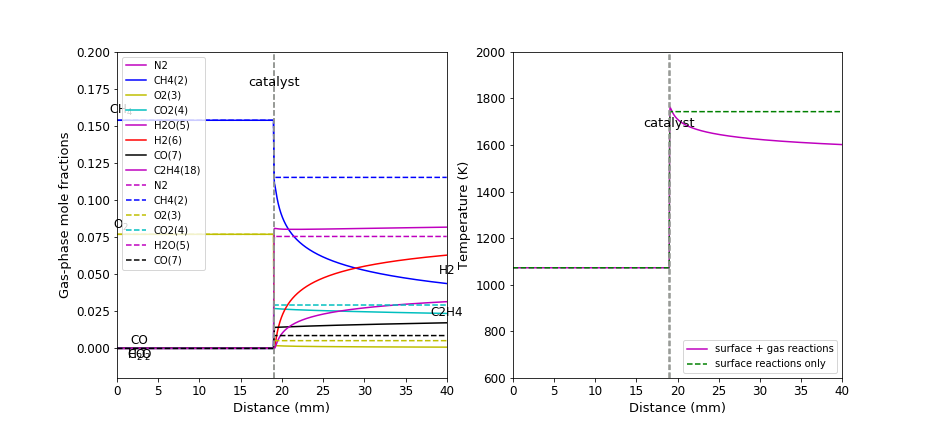 0.200
0.175
0.150
0.125
0.100
0.075
0.050
0.025
0.000
0
5
10
15
20
25
30
35
40
Distance (mm)
Gas-phase mole fractions
N2
CH4(2)
O2(3)
CO2(4)
H2O(5)
H2(6)
CO(7)
C2H4(18)
N2
CH4(2)
O2(3)
CO2(4)
H2O(5)
CO(7)
catalyst
CO
H2
C2H4
2000
1800
1600
1400
1200
1000
800
600
0
5
10
15
20
25
30
35
40
Distance (mm)
Temperature (K)
catalyst
surface + gas reactions
surface reactions only